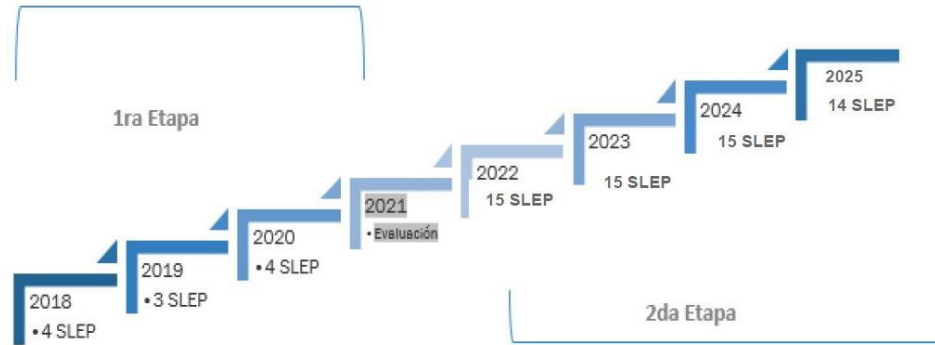 1ra Etapa
2018
• 4 SLEP
2019
• 3 SLEP
2020
• 4 SLEP
2021
• Evaluación
2022
15 SLEP
2023
15 SLEP
2024
15 SLEP
2025
14 SLEP
2da Etapa